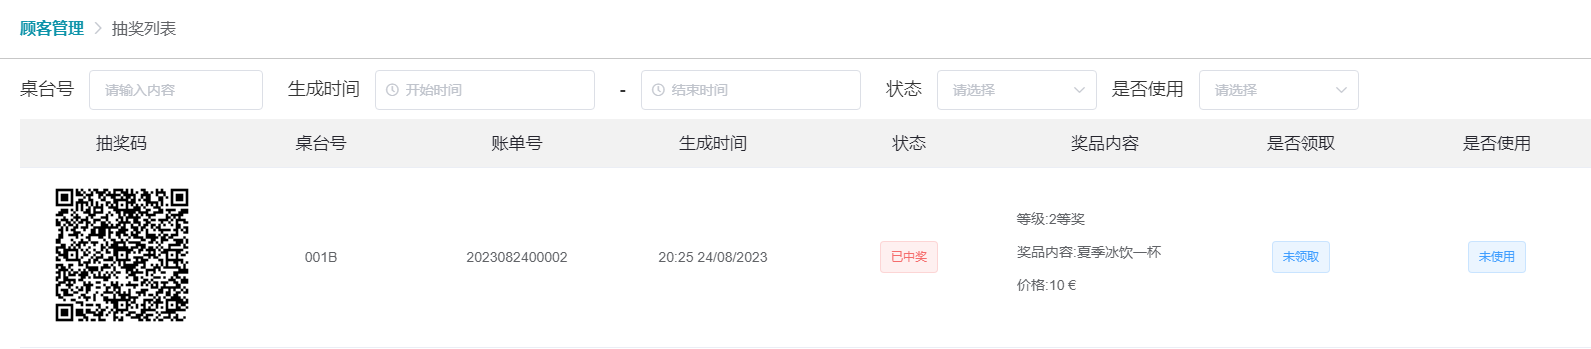 顾客管理 > 抽奖列表
桌台号 请输入内容 生成时间 开始时间 - 结束时间 状态 请选择 是否使用 请选择
抽奖码 桌台号 账单号 生成时间 状态 奖品内容 是否领取 是否使用
等级:2等奖
001B 2023082400002 20:25 24/08/2023 已中奖 奖品内容:夏季冰饮一杯 未领取 未使用
价格:10 €